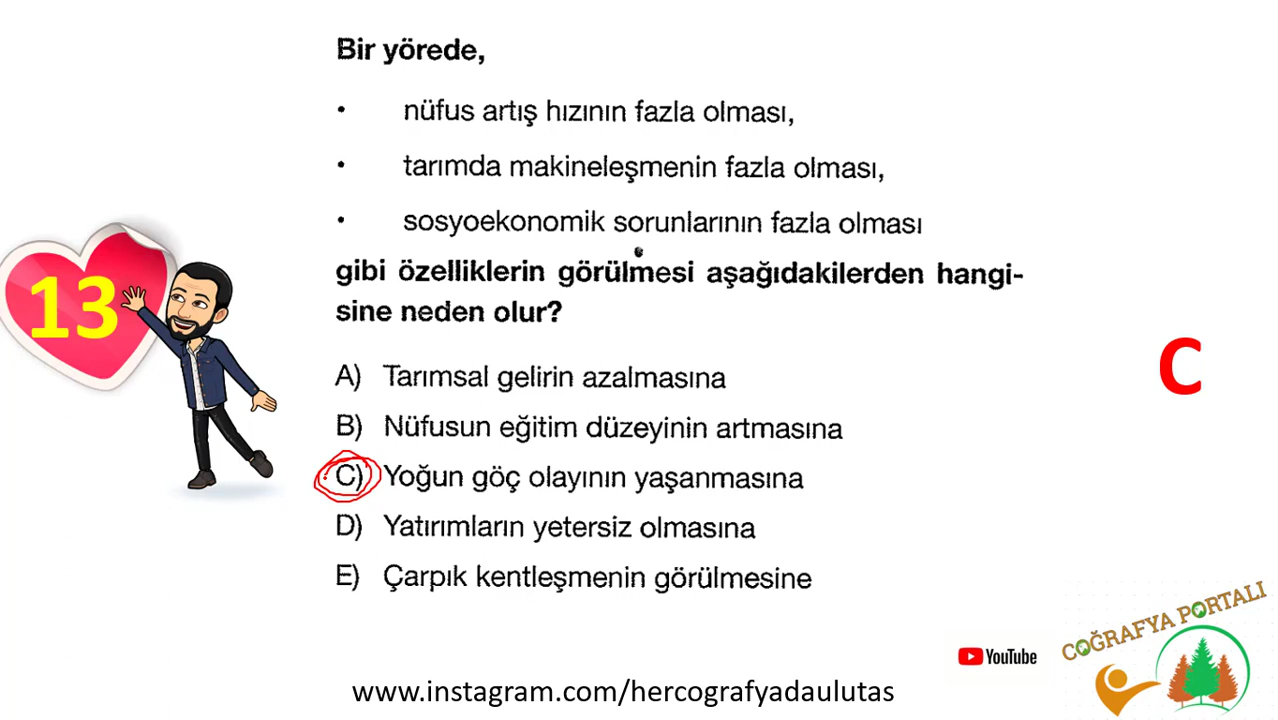 Bir yörede,
• nüfus artış hızının fazla olması,
• tarımda makineleşmenin fazla olması,
• sosyoekonomik sorunlarının fazla olması
gibi özelliklerin görülmesi aşağıdakilerden hangi-
sine neden olur?
13
A) Tarımsal gelirin azalmasına
B) Nüfusun eğitim düzeyinin artmasına
C) Yoğun göç olayının yaşanmasına
D) Yatırımların yetersiz olmasına
E) Çarpık kentleşmenin görülmesine
C
COĞRAFYA PORTALI
YouTube
www.instagram.com/hercografyadaulutas